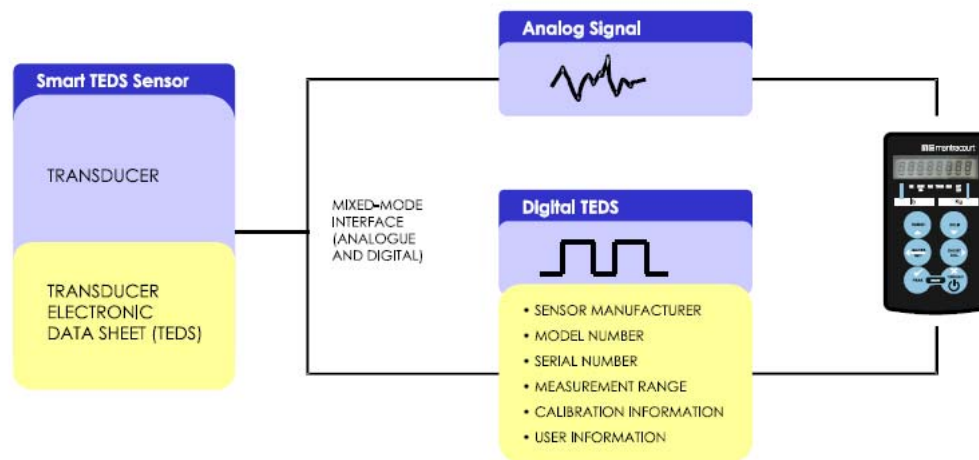 Smart TEDS Sensor
TRANSDUCER
TRANSDUCER
ELECTRONIC
DATA SHEET (TEDS)
MIXED-MODE
INTERFACE
(ANALOGUE
AND DIGITAL)
Analog Signal
Digital TEDS
• SENSOR MANUFACTURER
• MODEL NUMBER
• SERIAL NUMBER
• MEASUREMENT RANGE
• CALIBRATION INFORMATION
• USER INFORMATION
mantracourt